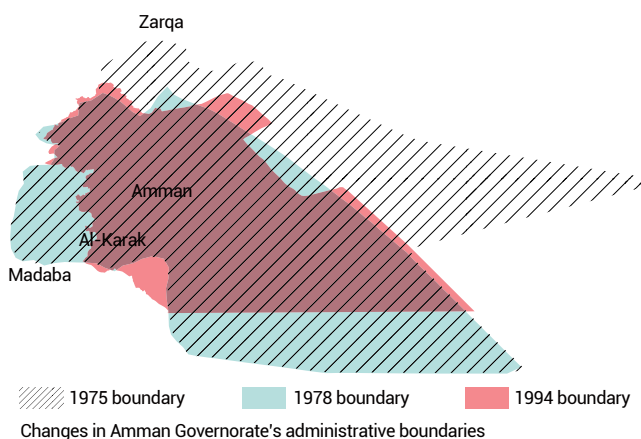 Zarqa
Amman
Al-Karak
Madaba
1975 boundary 1978 boundary 1994 boundary
Changes in Amman Governorate's administrative boundaries